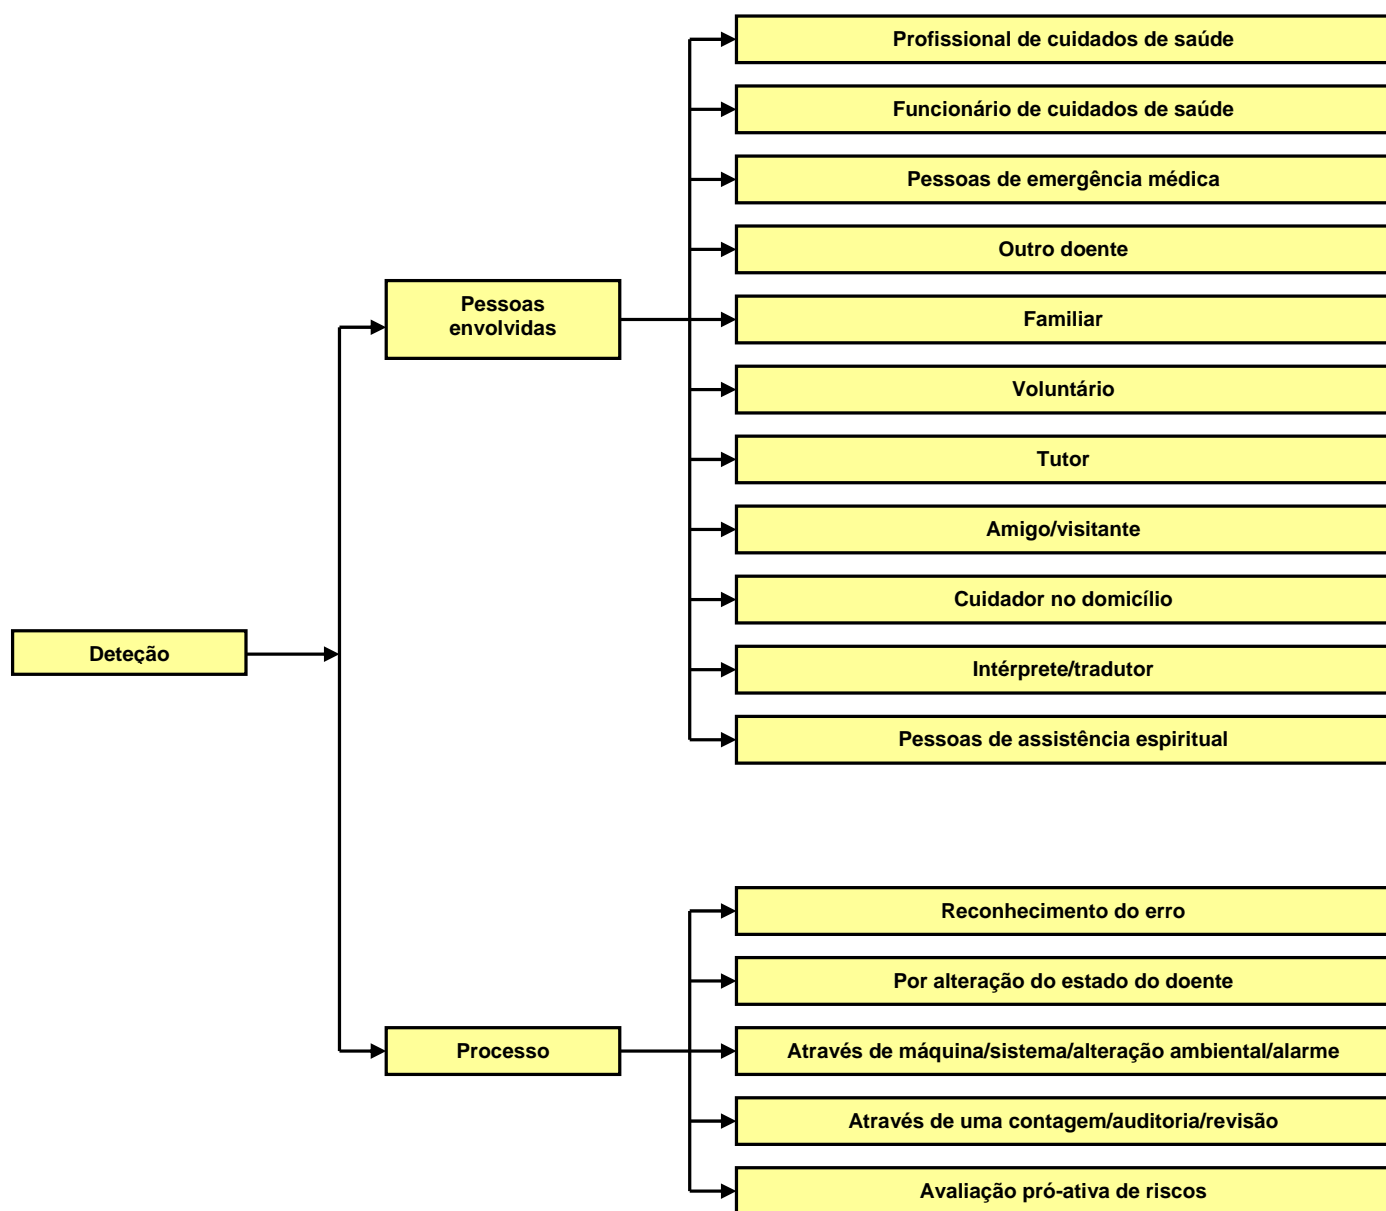 Profissional de cuidados de saúde
Funcionário de cuidados de saúde
Pessoas de emergência médica
Outro doente
Pessoas
envolvidas
Familiar
Voluntário
Tutor
Amigo/visitante
Cuidador no domicílio
Deteção
Intérprete/tradutor
Pessoas de assistência espiritual
Reconhecimento do erro
Por alteração do estado do doente
Processo
Através de máquina/sistema/alteração ambiental/alarme
Através de uma contagem/auditoria/revisão
Avaliação pró-ativa de riscos